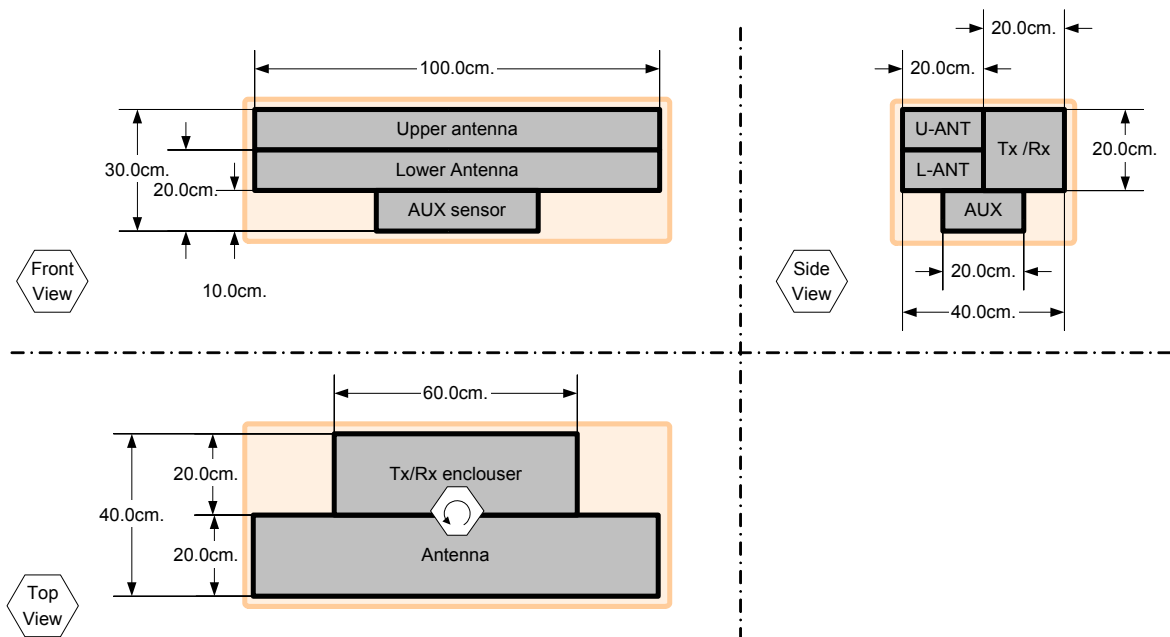 100.0cm.
Upper antenna
Lower Antenna
AUX sensor
30.0cm.
20.0cm.
10.0cm.
Front
View
20.0cm.
20.0cm.
U-ANT
L-ANT
Tx /Rx
20.0cm.
AUX
20.0cm.
40.0cm.
Side
View
60.0cm.
Tx/Rx enclouser
20.0cm.
40.0cm.
20.0cm.
Antenna
Top
View